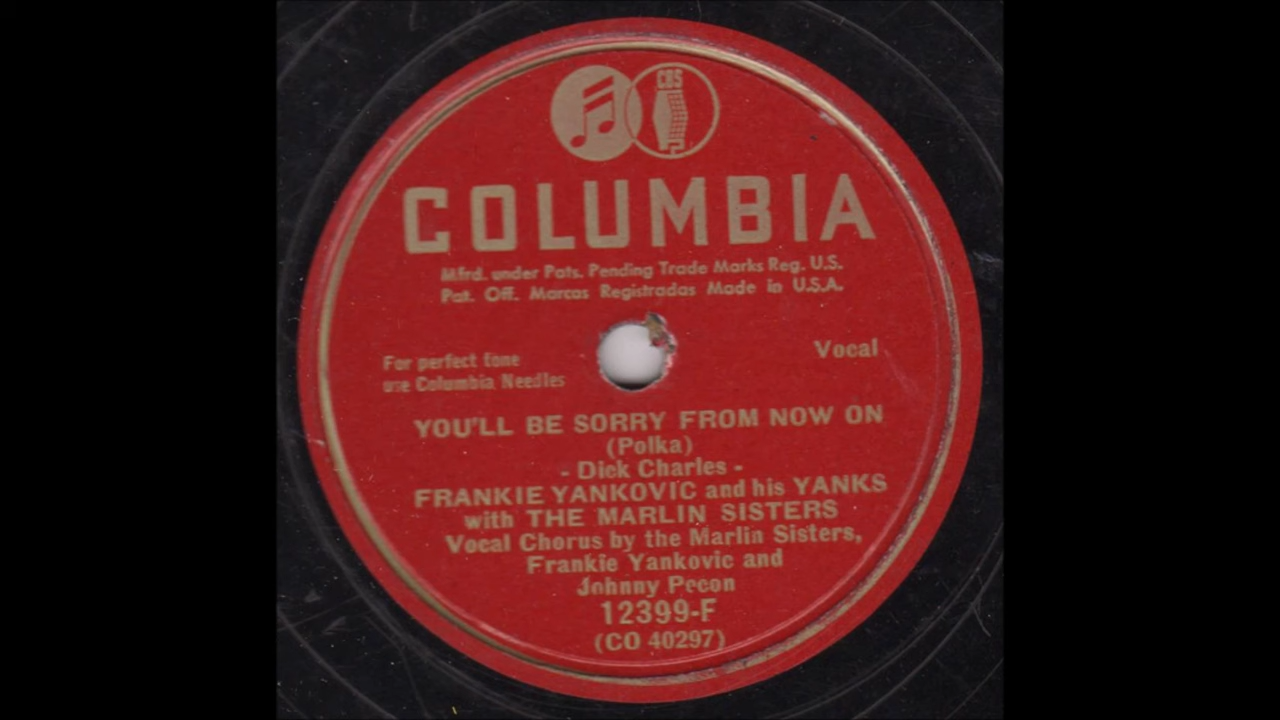 CBS
COLUMBIA
Mfrd. under Pats. Pending Trade Marks Reg. U.S.
Pat. Off. Marcas Registradas Made in U.S.A.
Vocal
For perfect tone
use Columbia Needles
YOU'LL BE SORRY FROM NOW ON
(Polka)
- Dick Charles -
FRANKIE YANKOVIC and his YANKS
with THE MARLIN SISTERS
Vocal Chorus by the Marlin Sisters,
Frankie Yankovic and
Johnny Pecon
12399-F
(CO 40297)